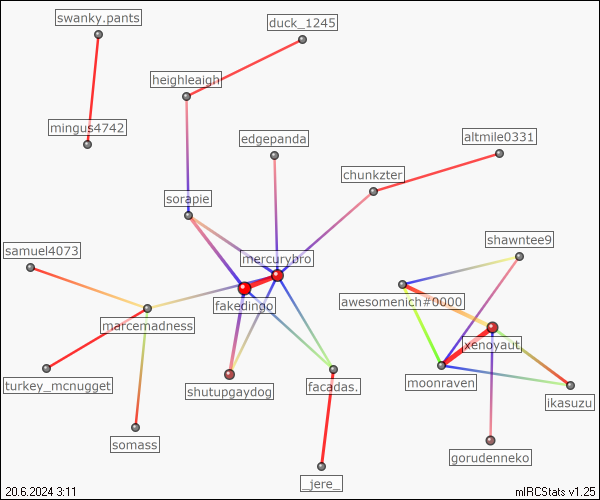 swanky.pants
duck_1245
heighleaigh
mingus4742
edgepanda
altmile0331
chunkzter
sorapie
shawntee9
samuel4073
mercurybro
fakedingo
awesomenich#0000
marcemadness
xenoyaut
turkey_mcnugget
shutupgaydog
facadas.
moonraven
ikasuzu
somass
gorudenneko
_jere_
20.6.2024 3:11
mIRCStats v1.25